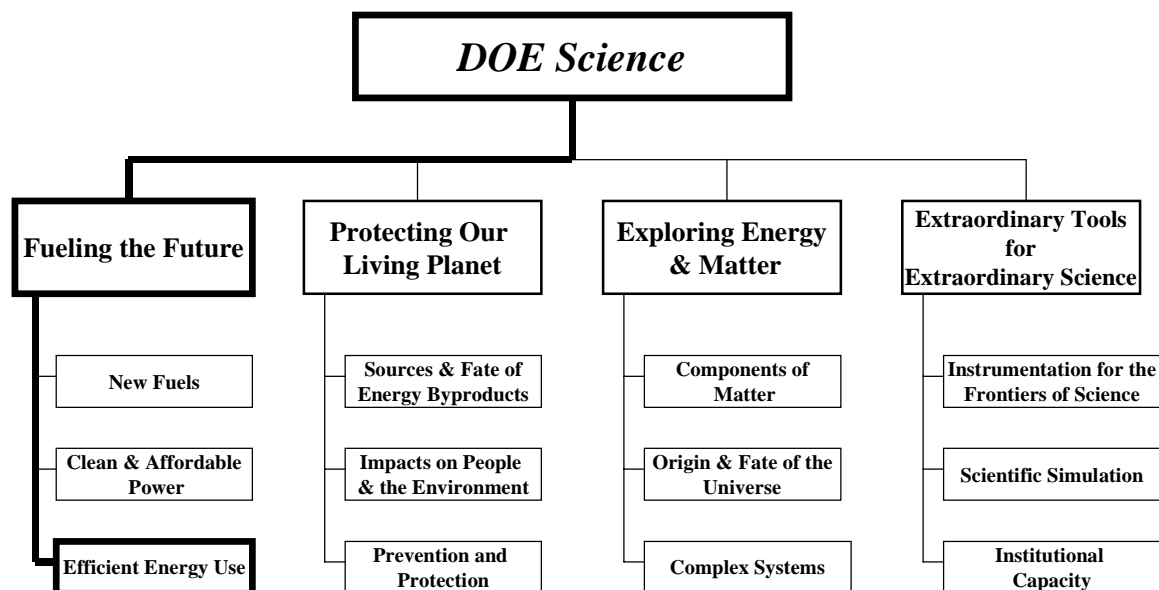 DOE Science
Fueling the Future
Protecting Our
Living Planet
Exploring Energy
& Matter
Extraordinary Tools
for
Extraordinary Science
New Fuels
Sources & Fate of
Energy Byproducts
Components of
Matter
Instrumentation for the
Frontiers of Science
Clean & Affordable
Power
Impacts on People
& the Environment
Origin & Fate of the
Universe
Scientific Simulation
Efficient Energy Use
Prevention and
Protection
Complex Systems
Institutional
Capacity